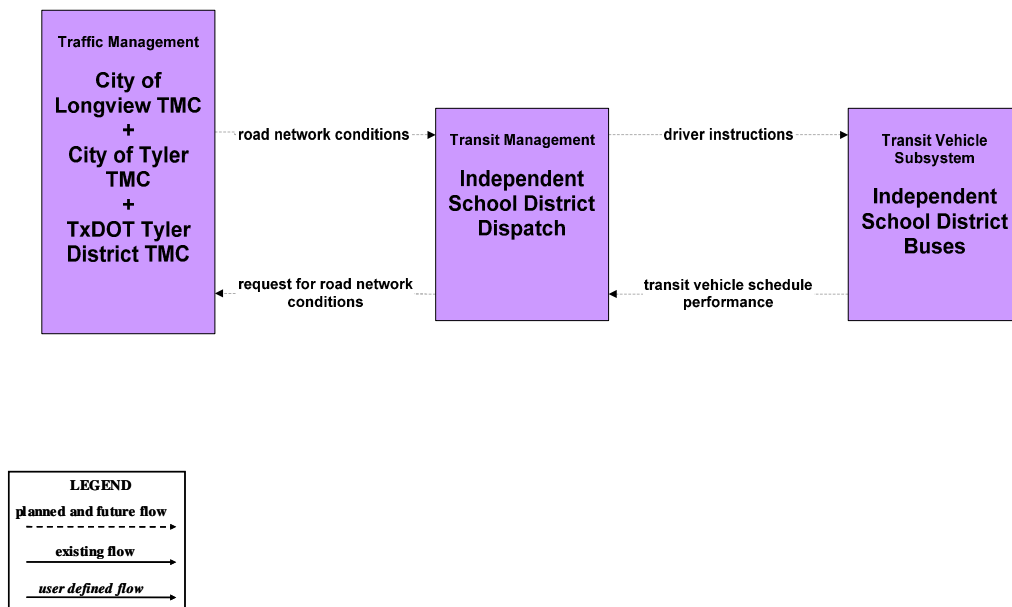 Traffic Management
City of
Longview TMC
+
City of Tyler
TMC
+
TxDOT Tyler
District TMC
road network conditions
request for road network
conditions
Transit Management
Independent
School District
Dispatch
driver instructions
transit vehicle schedule
performance
Transit Vehicle
Subsystem
Independent
School District
Buses
LEGEND
planned and future flow
existing flow
user defined flow